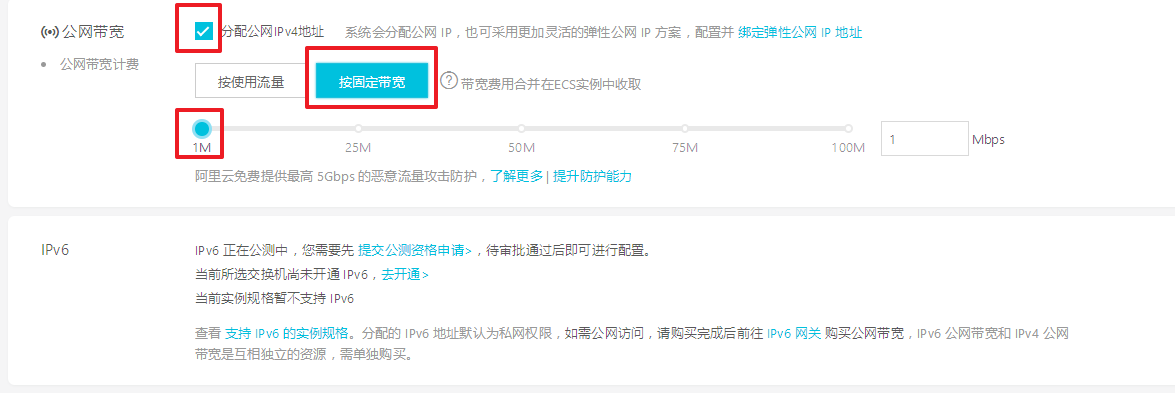 公网带宽
分配公网IPv4地址 系统会分配公网 IP，也可采用更加灵活的弹性公网 IP 方案，配置并 绑定弹性公网 IP 地址
公网带宽计费
按使用流量 按固定带宽 ? 带宽费用合并在ECS实例中收取
1M 25M 50M 75M 100M 1 Mbps
阿里云免费提供最高 5Gbps 的恶意流量攻击防护，了解更多 | 提升防护能力
IPv6
IPv6 正在公测中，您需要先 提交公测资格申请>，待审批通过后即可进行配置。
当前所选交换机尚未开通 IPv6，去开通>
当前实例规格暂不支持 IPv6
查看 支持 IPv6 的实例规格。分配的 IPv6 地址默认为私网权限，如需公网访问，请购买完成后前往 IPv6 网关 购买公网带宽，IPv6 公网带宽和 IPv4 公网
带宽是互相独立的资源，需单独购买。